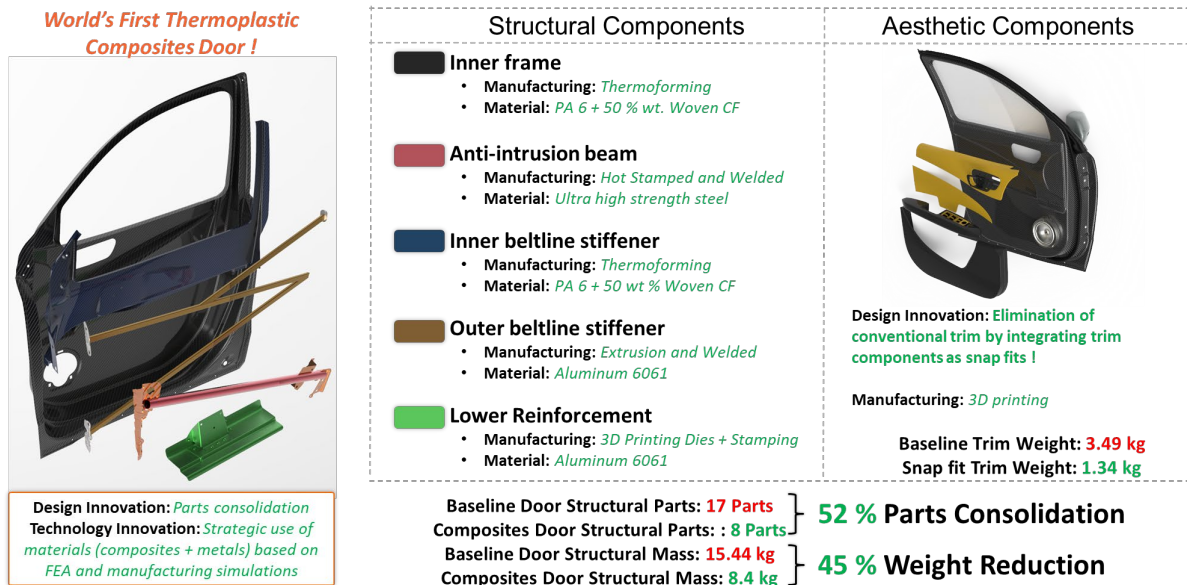 World's First Thermoplastic
Composites Door !
Design Innovation: Parts consolidation
Technology Innovation: Strategic use of
materials (composites + metals) based on
FEA and manufacturing simulations
Structural Components
Inner frame
• Manufacturing: Thermoforming
• Material: PA 6 + 50 % wt. Woven CF
Anti-intrusion beam
• Manufacturing: Hot Stamped and Welded
• Material: Ultra high strength steel
Inner beltline stiffener
• Manufacturing: Thermoforming
• Material: PA 6 + 50 wt % Woven CF
Outer beltline stiffener
• Manufacturing: Extrusion and Welded
• Material: Aluminum 6061
Lower Reinforcement
• Manufacturing: 3D Printing Dies + Stamping
• Material: Aluminum 6061
Aesthetic Components
Design Innovation: Elimination of
conventional trim by integrating trim
components as snap fits !
Manufacturing: 3D printing
Baseline Trim Weight: 3.49 kg
Snap fit Trim Weight: 1.34 kg
Baseline Door Structural Parts: 17 Parts
Composites Door Structural Parts: : 8 Parts
52 % Parts Consolidation
Baseline Door Structural Mass: 15.44 kg
Composites Door Structural Mass: 8.4 kg
45 % Weight Reduction